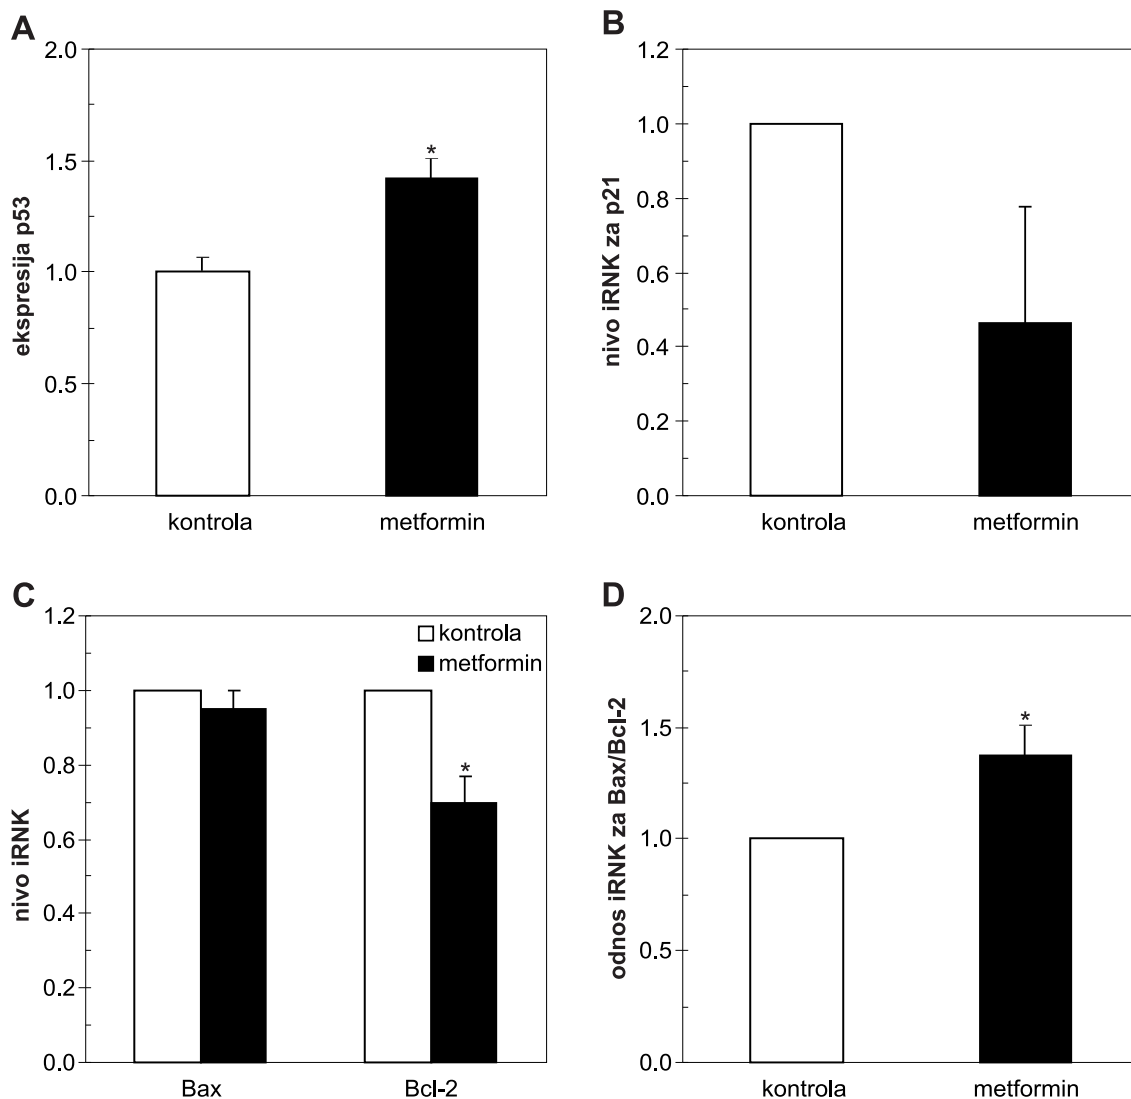 A
ekspresija p53
2.0
1.5
*
1.0
0.5
0.0
kontrola metformin
B
nivo iRNK za p21
1.2
1.0
0.8
0.6
0.4
0.2
0.0
kontrola metformin
C
nivo iRNK
1.2
kontrola
metformin
1.0
0.8
*
0.6
0.4
0.2
0.0
Bax Bcl-2
D
odnos iRNK za Bax/Bcl-2
2.0
1.5
*
1.0
0.5
0.0
kontrola metformin